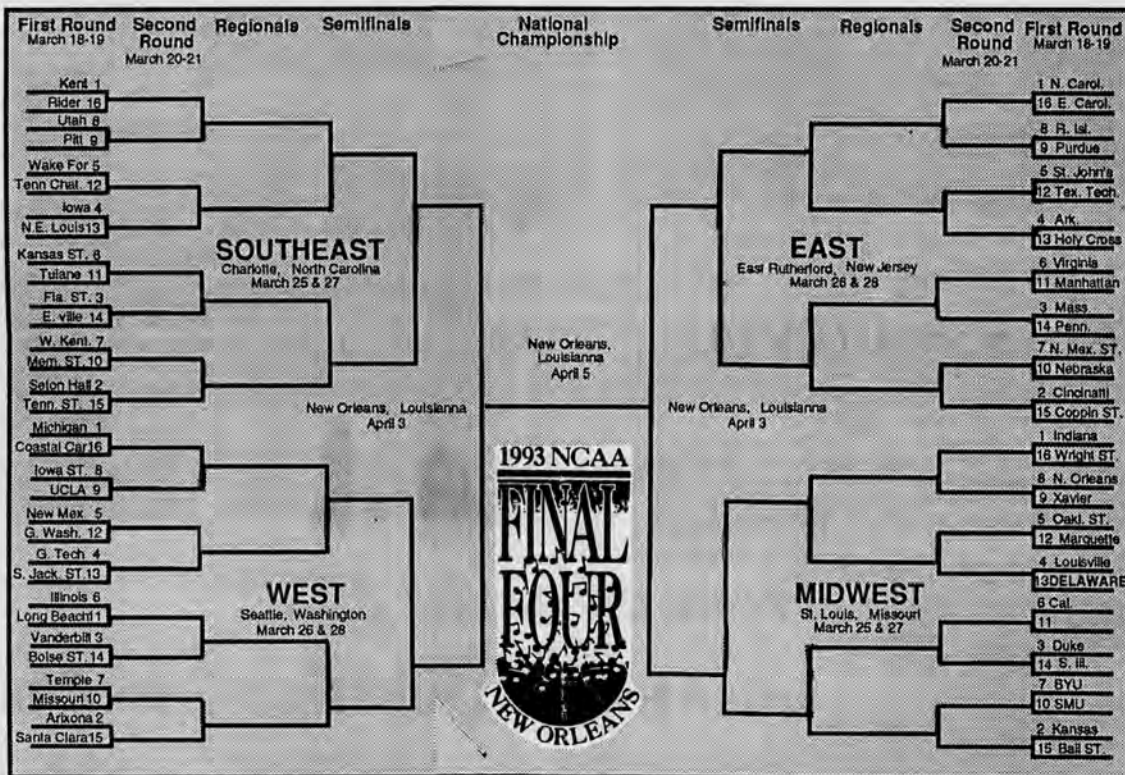 First Round
March 18-19
Second
Round
March 20-21
Regionals
Semifinals
National
Championship
Semifinals
Regionals
Second
Round
March 20-21
First Round
March 18-19
Kent 1
Rider 16
Utah 8
Pitt 9
Wake For 5
Tenn Chat. 12
Iowa 4
N.E. Louis13
Kansas ST. 6
Tulane 11
Fla. ST. 3
E. ville 14
W. Kent. 7
Mem. ST. 10
Seton Hall 2
Tenn. ST. 15
SOUTHEAST
Charlotte, North Carolina
March 25 & 27
Michigan 1
Coastal Car16
Iowa ST. 8
UCLA 9
New Mex 5
G. Wash. 12
G. Tech 4
S. Jack. ST.13
Illinois 6
Long Beach11
Vanderbilt 3
Boise ST. 14
Temple 7
Missouri 10
Arixona 2
Santa Clara15
WEST
Seattle, Washington
March 26 & 28
New Orleans, Louisianna
April 3
New Orleans,
Louisianna
April 5
1993 NCAA
FINAL
FOUR
NEW ORLEANS
New Orleans, Louisianna
April 3
1 N. Carol.
16 E. Carol.
8 R. Isl.
9 Purdue
5 St. John's
12 Tex. Tech.
4 Ark.
13 Holy Cross
6 Virginia
11 Manhattan
3 Mass.
14 Penn.
7 N. Mex. ST.
10 Nebraska
2 Cincinatti
15 Coppin ST.
EAST
East Rutherford, New Jersey
March 26 & 28
1 Indiana
16 Wright ST.
8 N. Orleans
9 Xavier
5 Okl. ST.
12 Marquette
4 Louisville
13DELAWARE
6 Cal.
11
3 Duke
14 S. Ill.
7 BYU
10 SMU
2 Kansas
15 Ball ST.
MIDWEST
St. Louis, Missouri
March 25 & 27